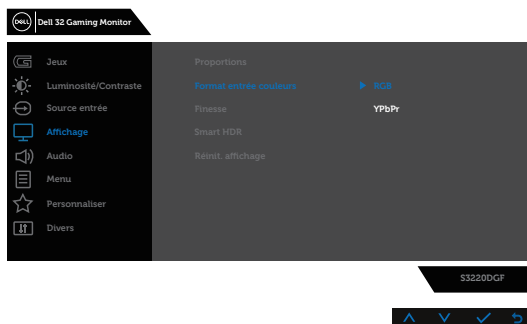 DELL Dell 32 Gaming Monitor
Jeux
Luminosité/Contraste
Source entrée
Affichage
Audio
Menu
Personnaliser
Divers
Proportions
Format entrée couleurs
RGB
Finesse
YPbPr
Smart HDR
Réinit. affichage
S3220DGF